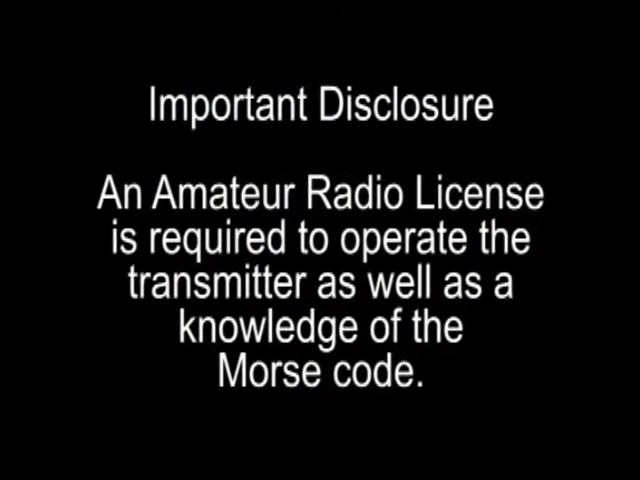 Important Disclosure
An Amateur Radio License
is required to operate the
transmitter as well as a
knowledge of the
Morse code.